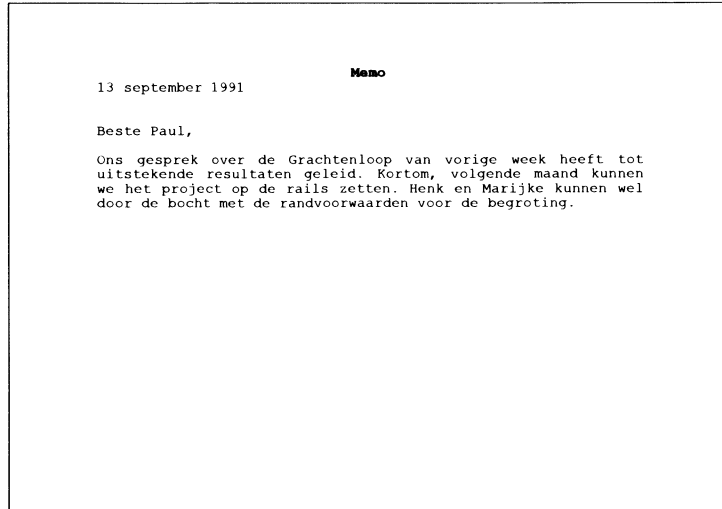 Memo
13 september 1991
Beste Paul,
Ons gesprek over de Grachtenloop van vorige week heeft tot
uitstekende resultaten geleid. Kortom, volgende maand kunnen
we het project op de rails zetten. Henk en Marijke kunnen wel
door de bocht met de randvoorwaarden voor de begroting.